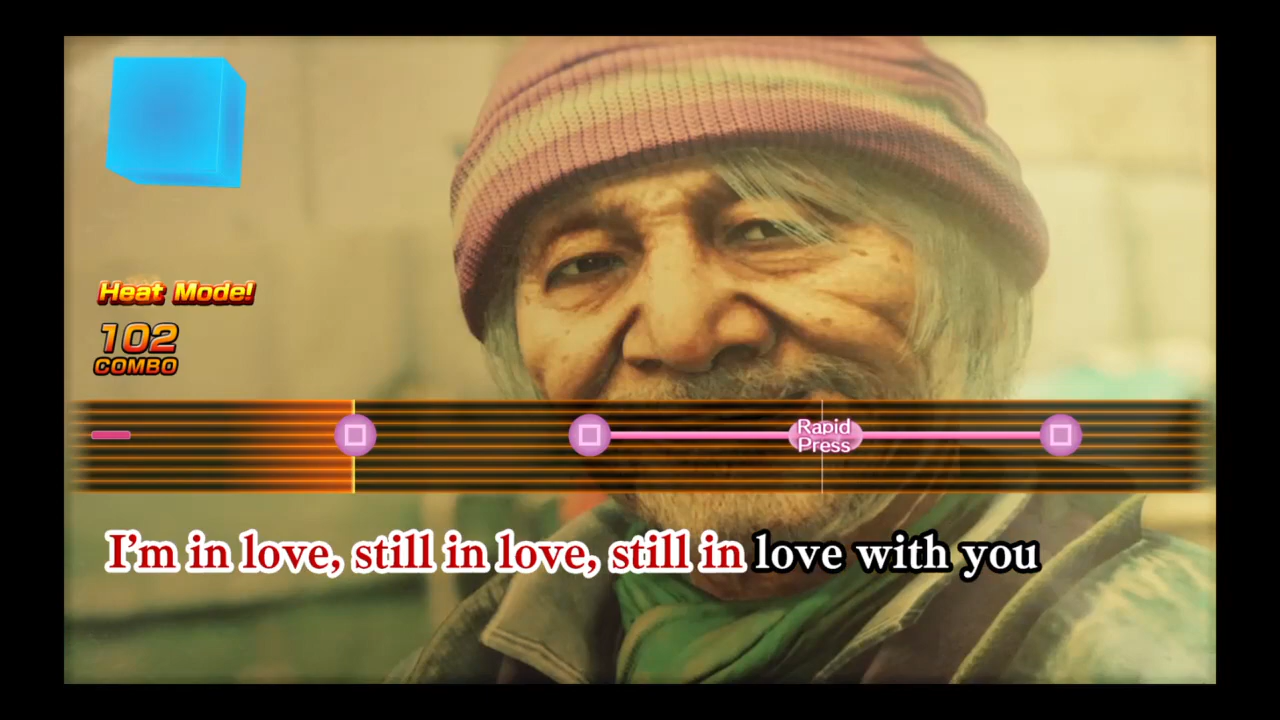 Heat Mode!
102
COMBO
Rapid
Press
I'm in love, still in love, still in love with you